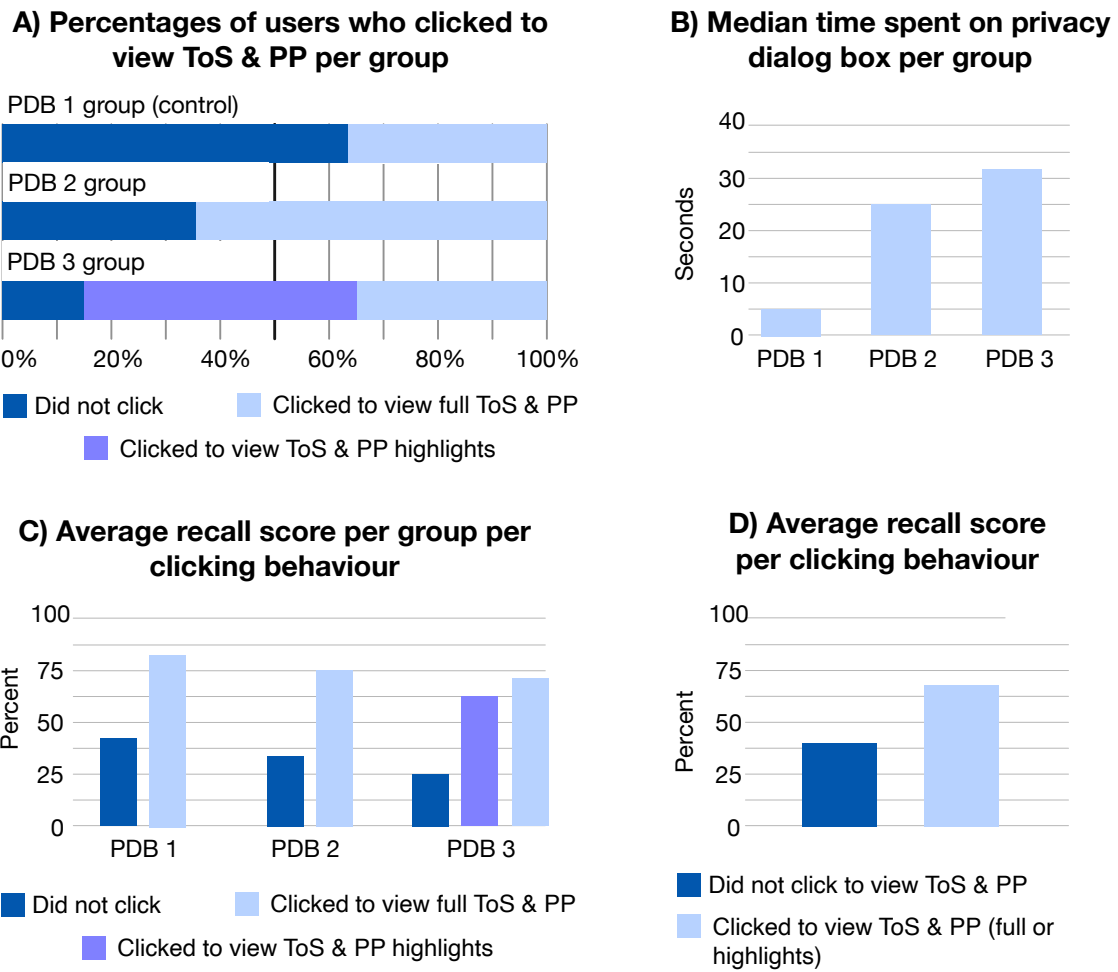 A) Percentages of users who clicked to
view ToS & PP per group
PDB 1 group (control)
PDB 2 group
PDB 3 group
0% 20% 40% 60% 80% 100%
Did not click
Clicked to view full ToS & PP
Clicked to view ToS & PP highlights
B) Median time spent on privacy
dialog box per group
Seconds
40
30
20
10
0
PDB 1 PDB 2 PDB 3
C) Average recall score per group per
clicking behaviour
Percent
100
75
50
25
0
PDB 1 PDB 2 PDB 3
Did not click
Clicked to view full ToS & PP
Clicked to view ToS & PP highlights
D) Average recall score
per clicking behaviour
Percent
100
75
50
25
0
Did not click to view ToS & PP
Clicked to view ToS & PP (full or
highlights)